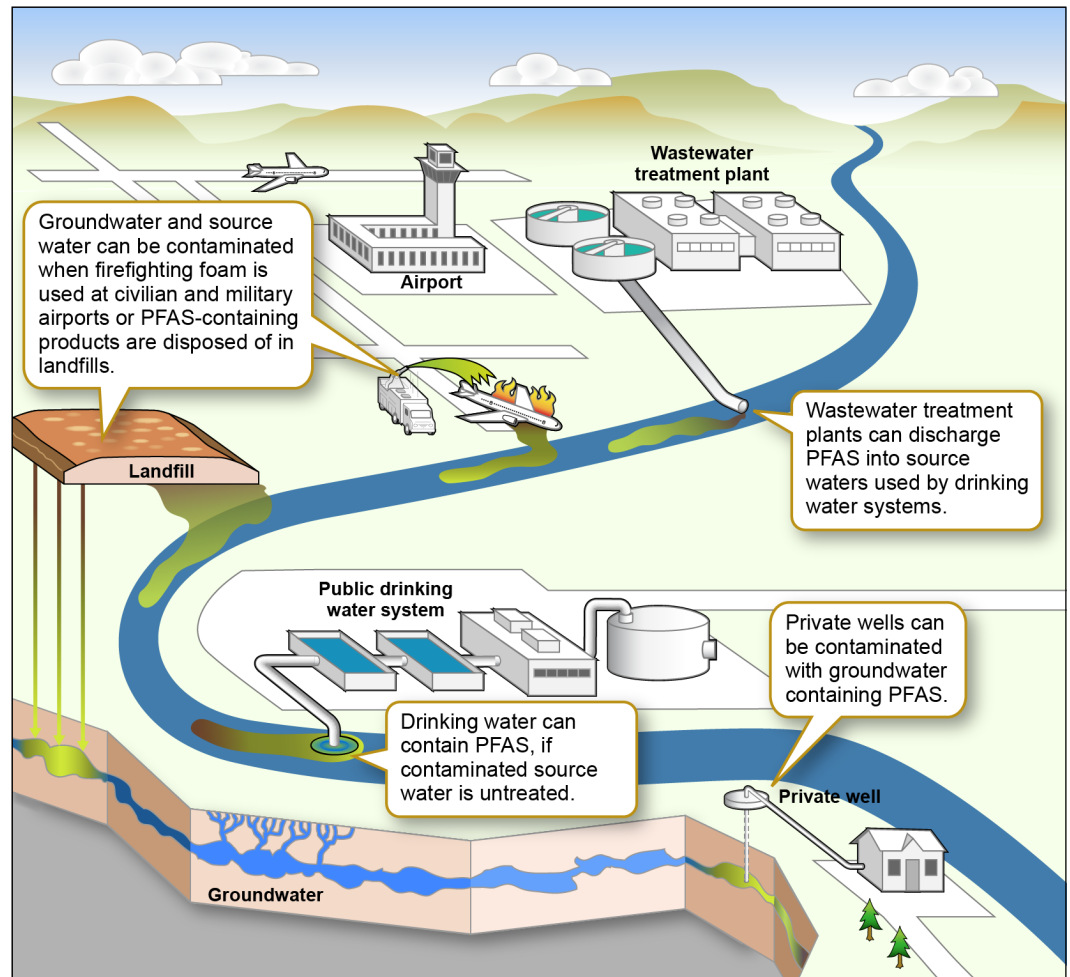 Wastewater
treatment plant
Groundwater and source
water can be contaminated
when firefighting foam is
used at civilian and military
airports or PFAS-containing
products are disposed of in
landfills.
Airport
Wastewater treatment
plants can discharge
PFAS into source
waters used by drinking
water systems.
Landfill
Public drinking
water system
Private wells can
be contaminated
with groundwater
containing PFAS.
Drinking water can
contain PFAS, if
contaminated source
water is untreated.
Private well
Groundwater